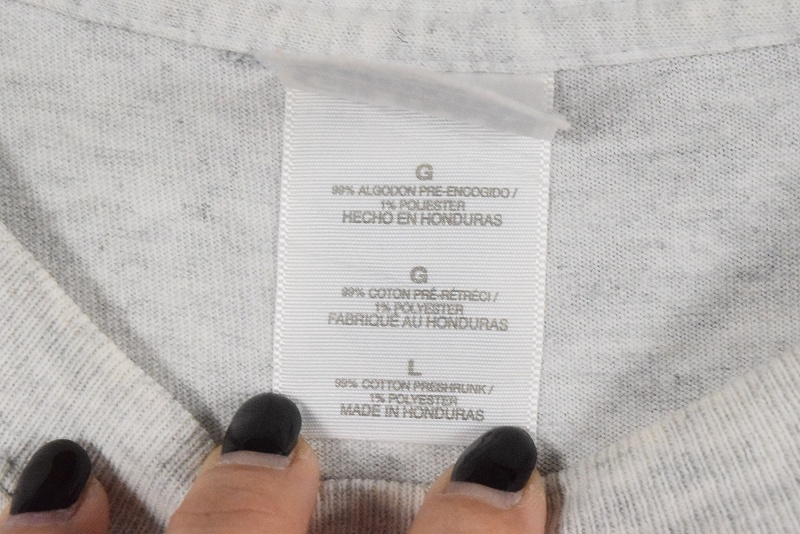 G
99% ALGODON PRE-ENCOGIDO /
1% POLIESTER
HECHO EN HONDURAS
G
99% COTON PRÉ-RÉTRÉCI /
1% POLYESTER
FABRIQUÉ AU HONDURAS
L
99% COTTON PRESHRUNK /
1% POLYESTER
MADE IN HONDURAS